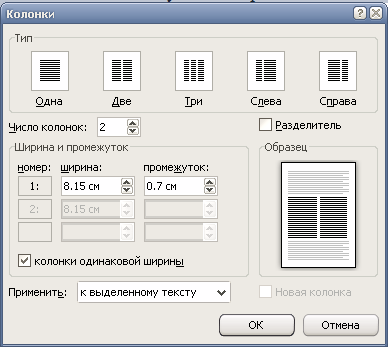 Колонки
Тип
Одна Две Три Слева Справа
Число колонок: 2 Разделитель
Ширина и промежуток Образец
номер: ширина: промежуток:
1: 8.15 см 0.7 см
2: 8.15 см
колонки одинаковой ширины
Применить: к выделенному тексту Новая колонка
ОК Отмена